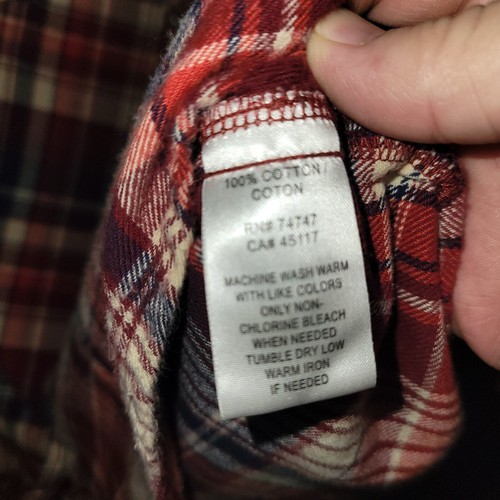 100% COTTON /
COTON
RN# 74747
CA# 45117
MACHINE WASH WARM
WITH LIKE COLORS
ONLY NON-
CHLORINE BLEACH
WHEN NEEDED
TUMBLE DRY LOW
WARM IRON
IF NEEDED